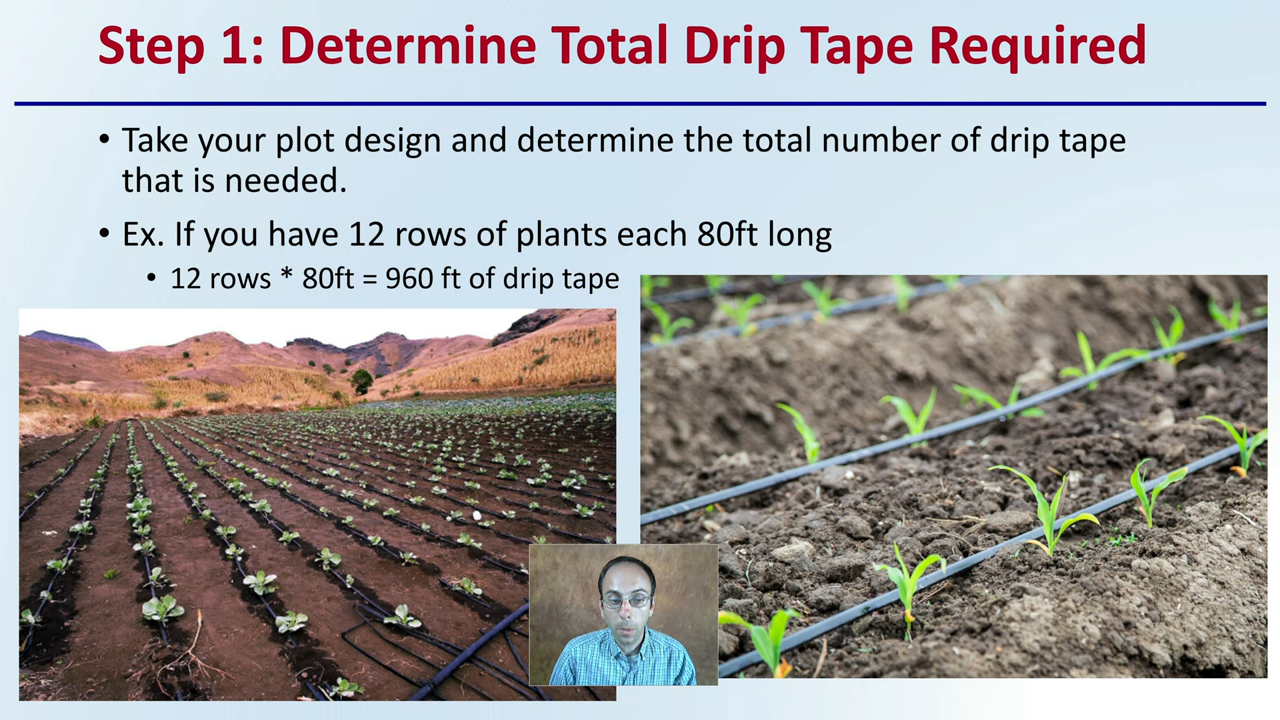 Step 1: Determine Total Drip Tape Required
• Take your plot design and determine the total number of drip tape
that is needed.
• Ex. If you have 12 rows of plants each 80ft long
• 12 rows * 80ft = 960 ft of drip tape